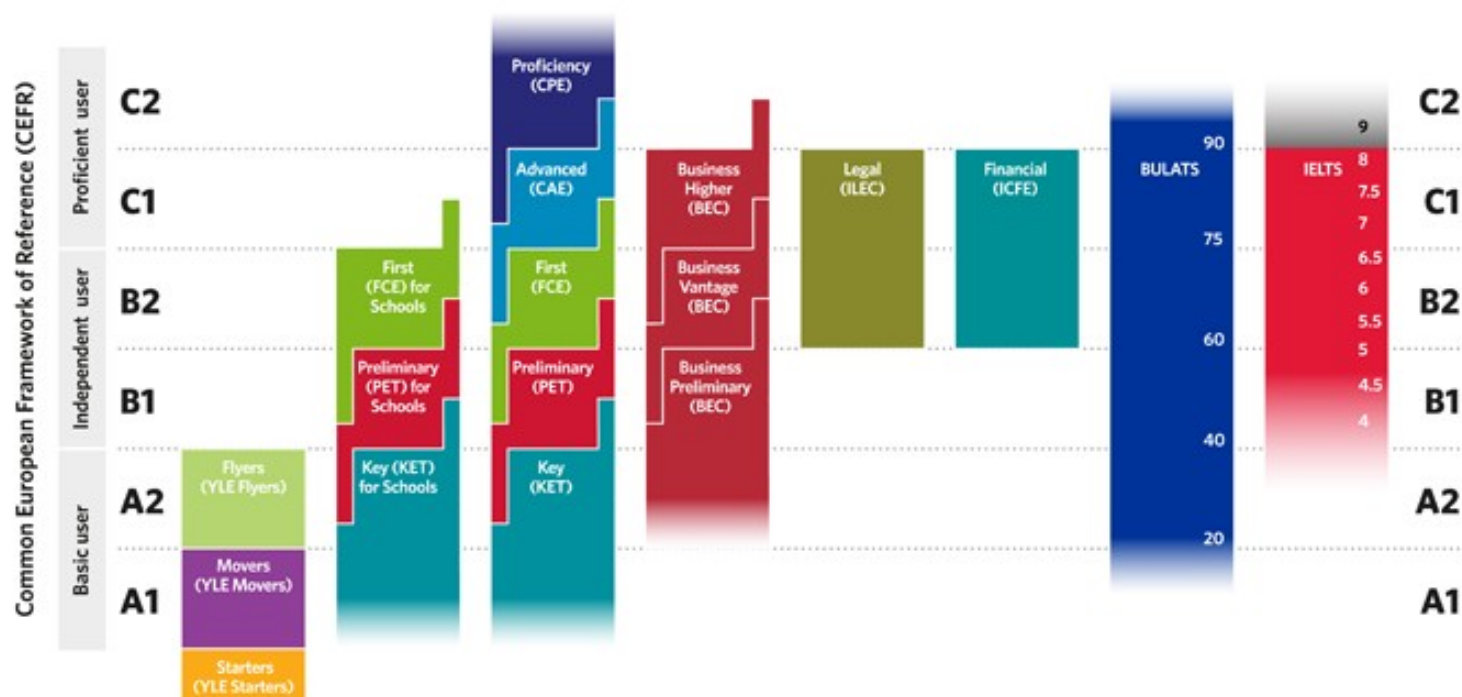 Common European Framework of Reference (CEFR)
Proficient user
Independent user
Basic user
C2
C1
B2
B1
A2
A1
Flyers
(YLE Flyers)
Movers
(YLE Movers)
Starters
(YLE Starters)
First
(FCE) for
Schools
Preliminary
(PET) for
Schools
Key (KET)
for Schools
Proficiency
(CPE)
Advanced
(CAE)
First
(FCE)
Preliminary
(PET)
Key
(KET)
Business
Higher
(BEC)
Business
Vantage
(BEC)
Business
Preliminary
(BEC)
Legal
(ILEC)
Financial
(ICFE)
BULATS
90
75
60
40
20
IELTS
9
8
7.5
7
6.5
6
5.5
5
4.5
4
C2
C1
B2
B1
A2
A1